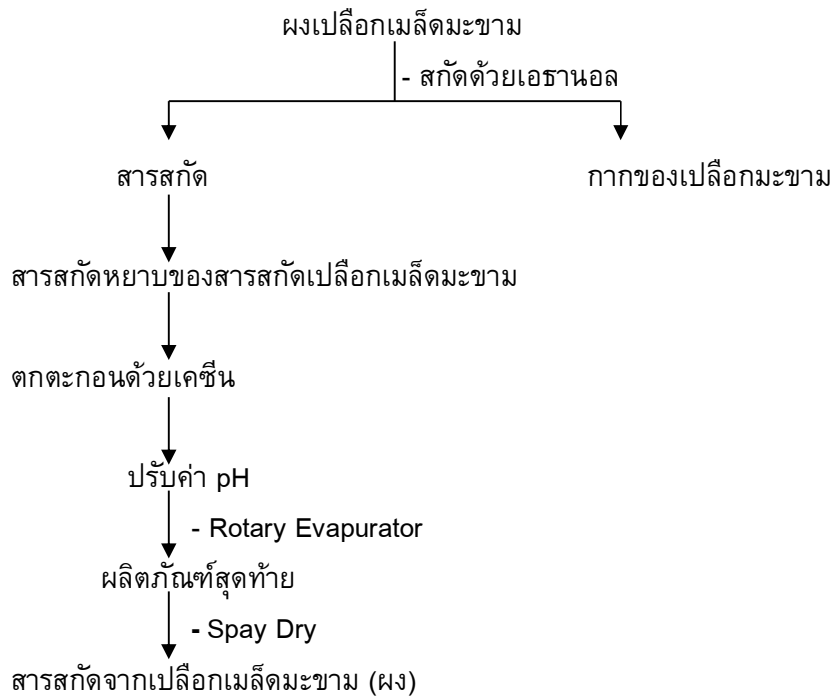 ผงเปลือกเมล็ดมะขาม
- สกัดด้วยเอธานอล
สารสกัด
กากของเปลือกมะขาม
สารสกัดหยาบของสารสกัดเปลือกเมล็ดมะขาม
ตกตะกอนด้วยเคซีน
ปรับค่า pH
- Rotary Evapurator
ผลิตภัณฑ์สุดท้าย
- Spay Dry
สารสกัดจากเปลือกเมล็ดมะขาม (ผง)